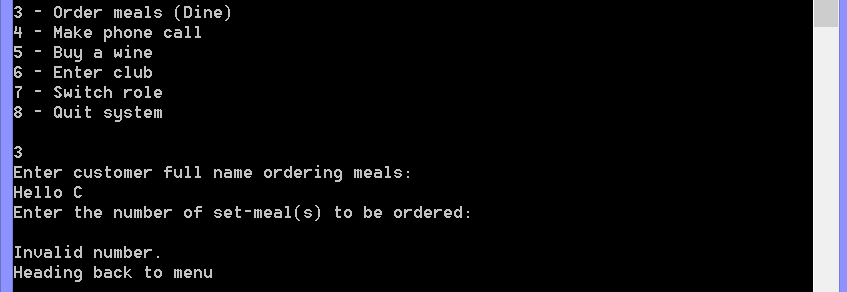 3 - Order meals (Dine)
4 - Make phone call
5 - Buy a wine
6 - Enter club
7 - Switch role
8 - Quit system
3
Enter customer full name ordering meals:
Hello C
Enter the number of set-meal(s) to be ordered:
Invalid number.
Heading back to menu